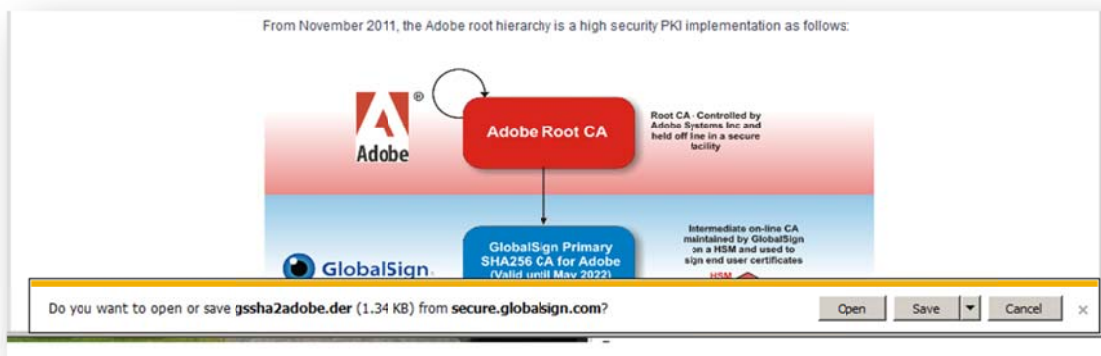 From November 2011, the Adobe root hierarchy is a high security PKI implementation as follows:
®
Adobe
Adobe Root CA
Root CA - Controlled by
Adobe Systems Inc and
held off line in a secure
facility
GlobalSign.
GlobalSign Primary
SHA256 CA for Adobe
(Valid until May 2022)
Intermediate on-line CA
maintained by GlobalSign
on a HSM and used to
sign end user certificates
HSM
Do you want to open or save gssha2adobe.der (1.34 KB) from secure.globalsign.com?
Open
Save
Cancel